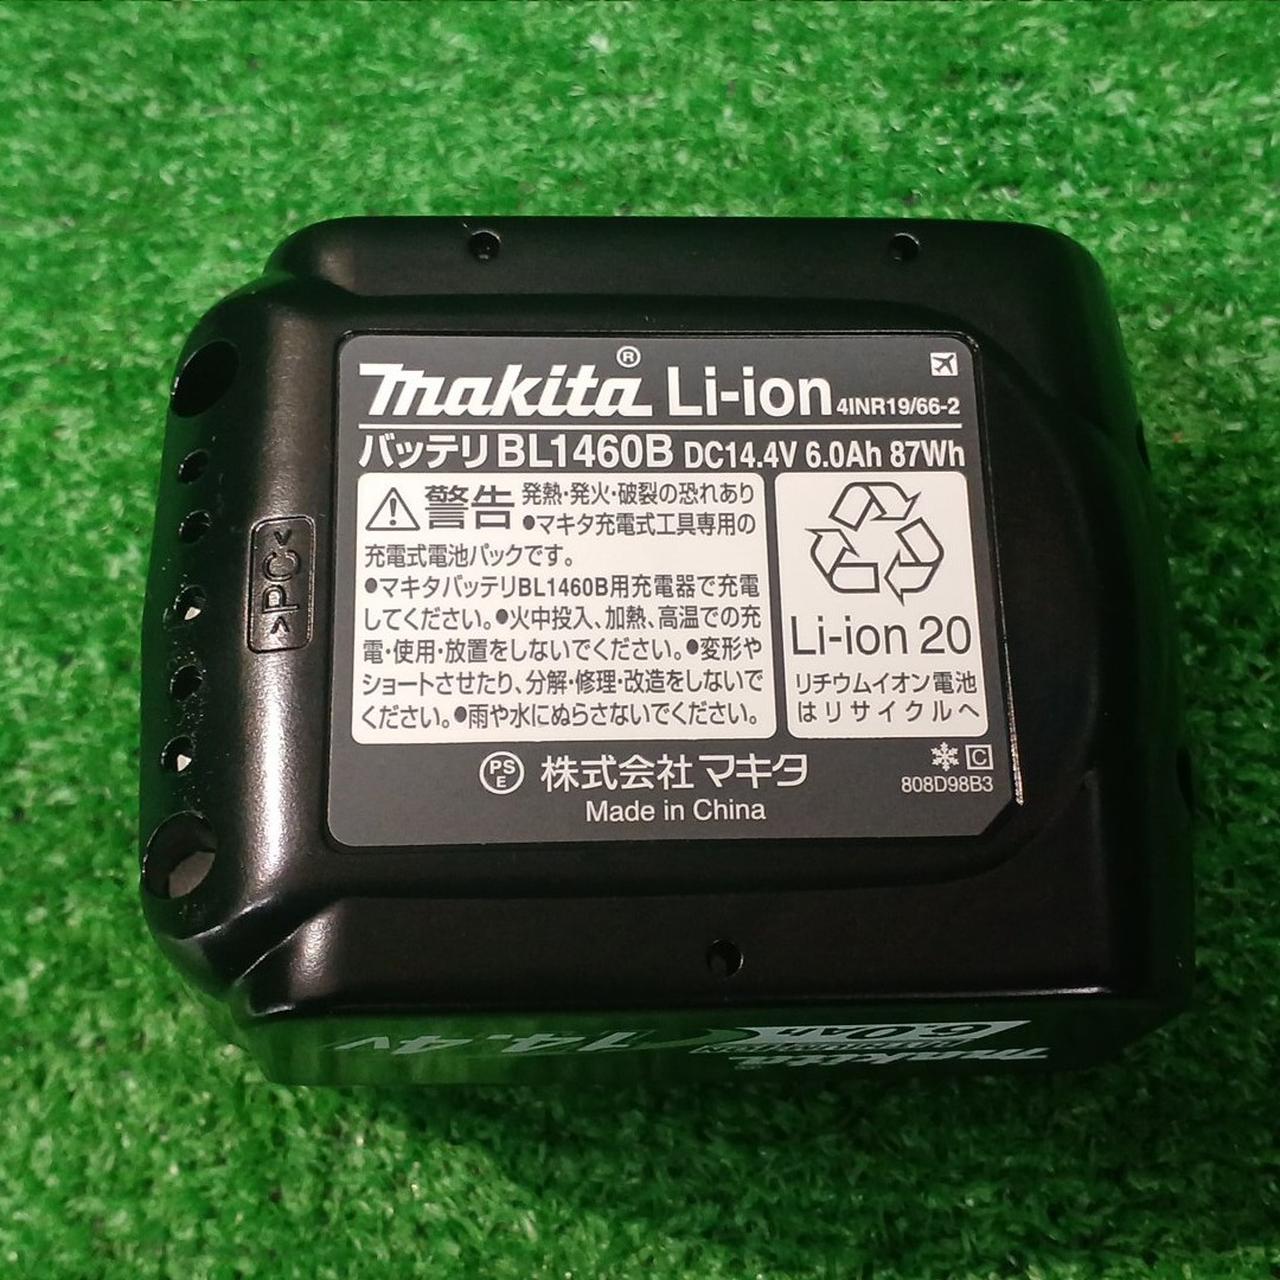 makita® Li-ion 4INR19/66-2
バッテリ BL1460B DC14.4V 6.0Ah 87Wh
警告 発熱・発火・破裂の恐れあり
●マキタ充電式工具専用の
充電式電池パックです。
●マキタバッテリBL1460B用充電器で充電
してください。●火中投入、加熱、高温での充
電・使用・放置をしないでください。●変形や
ショートさせたり、分解・修理・改造をしないで
ください。●雨や水にぬらさないでください。
Li-ion 20
リチウムイオン電池
はリサイクルへ
PS
E
株式会社マキタ
Made in China
C
808D98B3
>PC<
makita
6.0Ah
14.4V